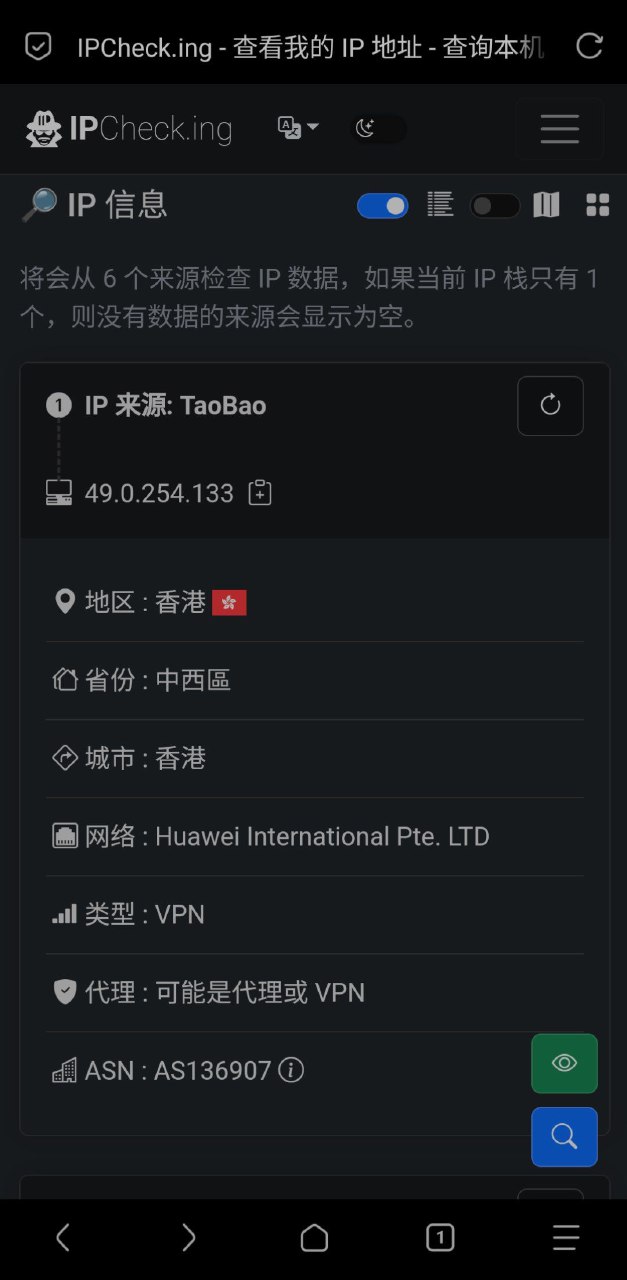 IPCheck.ing - 查看我的 IP 地址 - 查询本机
IPCheck.ing
IP 信息
将会从 6 个来源检查 IP 数据，如果当前 IP 栈只有 1
个，则没有数据的来源会显示为空。
1 IP 来源: TaoBao
49.0.254.133
地区 : 香港
省份 : 中西區
城市 : 香港
网络 : Huawei International Pte. LTD
类型 : VPN
代理 : 可能是代理或 VPN
ASN : AS136907
1